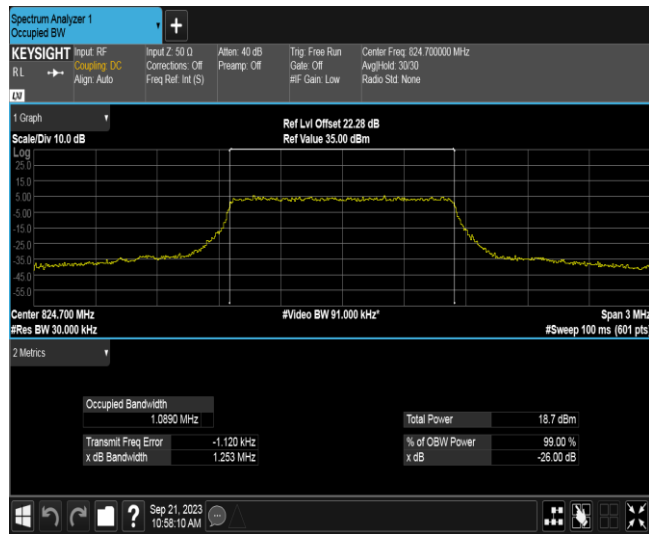 Spectrum Analyzer 1
Occupied BW
+
KEYSIGHT
RL
LXI
Input: RF
Coupling: DC
Align: Auto
Input Z: 50 Ω
Corrections: Off
Freq Ref: Int (S)
Atten: 40 dB
Preamp: Off
Trig: Free Run
Gate: Off
#IF Gain: Low
Center Freq: 824.700000 MHz
Avg|Hold: 30/30
Radio Std: None
1 Graph
Scale/Div 10.0 dB
Ref Lvl Offset 22.28 dB
Ref Value 35.00 dBm
Log
25.0
15.0
5.00
-5.00
-15.0
-25.0
-35.0
-45.0
-55.0
Center 824.700 MHz
#Res BW 30.000 kHz
#Video BW 91.000 kHz*
Span 3 MHz
#Sweep 100 ms (601 pts)
2 Metrics
Occupied Bandwidth
1.0890 MHz
Transmit Freq Error -1.120 kHz
x dB Bandwidth 1.253 MHz
Total Power 18.7 dBm
% of OBW Power 99.00 %
x dB -26.00 dB
?
Sep 21, 2023
10:58:10 AM